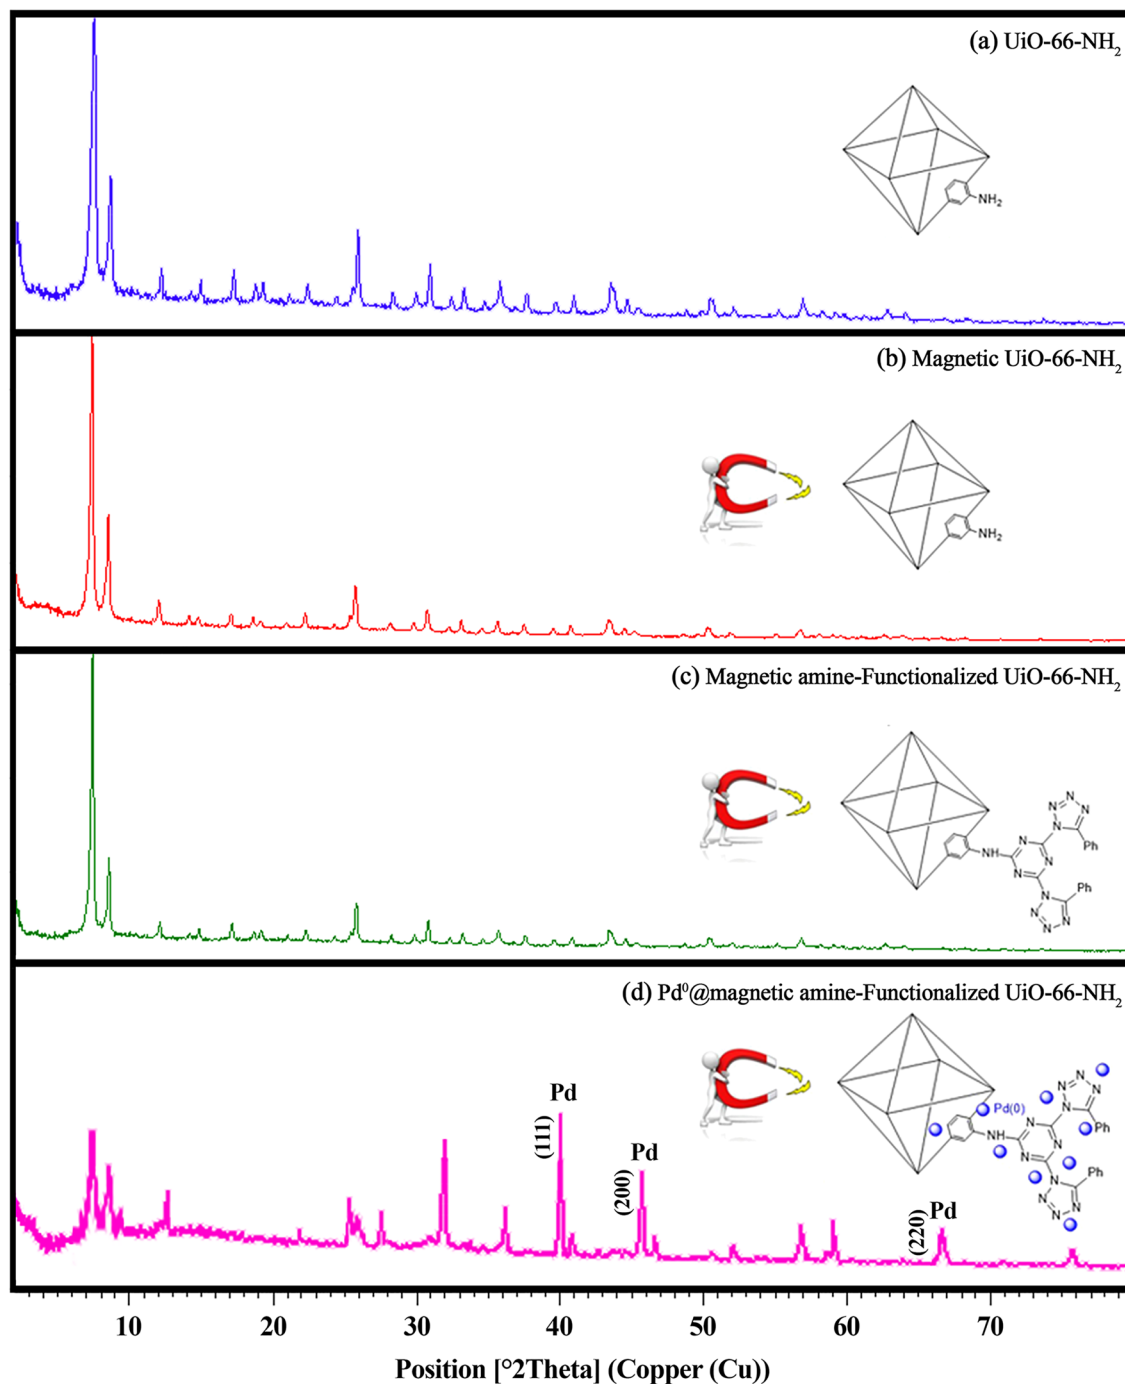 (a) UiO-66-NH₂
NH₂
(b) Magnetic UiO-66-NH₂
NH₂
(c) Magnetic amine-Functionalized UiO-66-NH₂
N N
N N
N Ph
N N
NH N N
Ph
N
N N
N N
(d) Pd⁰@magnetic amine-Functionalized UiO-66-NH₂
Pd
(111)
Pd
(200)
Pd
(220)
Pd(0)
N N
N N
N Ph
N N
NH N N
Ph
N
N N
N N
10 20 30 40 50 60 70
Position [°2Theta] (Copper (Cu))